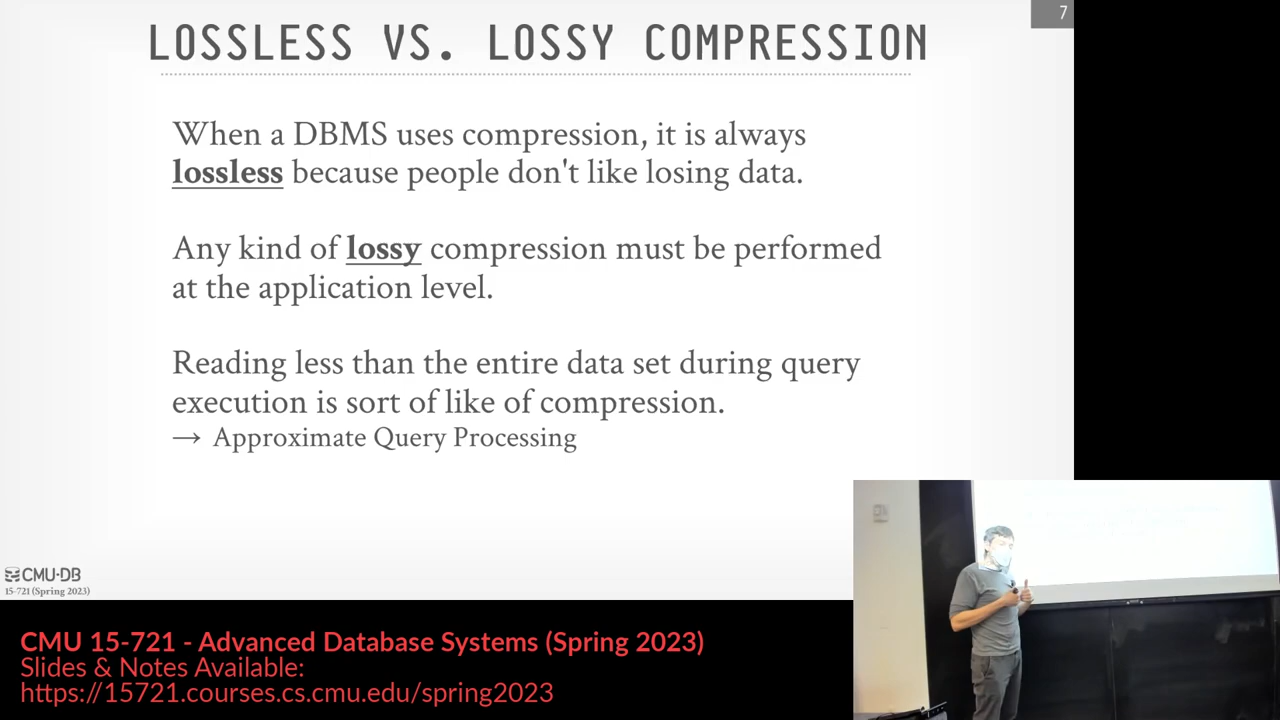 7
LOSSLESS VS. LOSSY COMPRESSION
When a DBMS uses compression, it is always
lossless because people don't like losing data.
Any kind of lossy compression must be performed
at the application level.
Reading less than the entire data set during query
execution is sort of like of compression.
→ Approximate Query Processing
CMU·DB
15-721 (Spring 2023)
CMU 15-721 - Advanced Database Systems (Spring 2023)
Slides & Notes Available:
https://15721.courses.cs.cmu.edu/spring2023